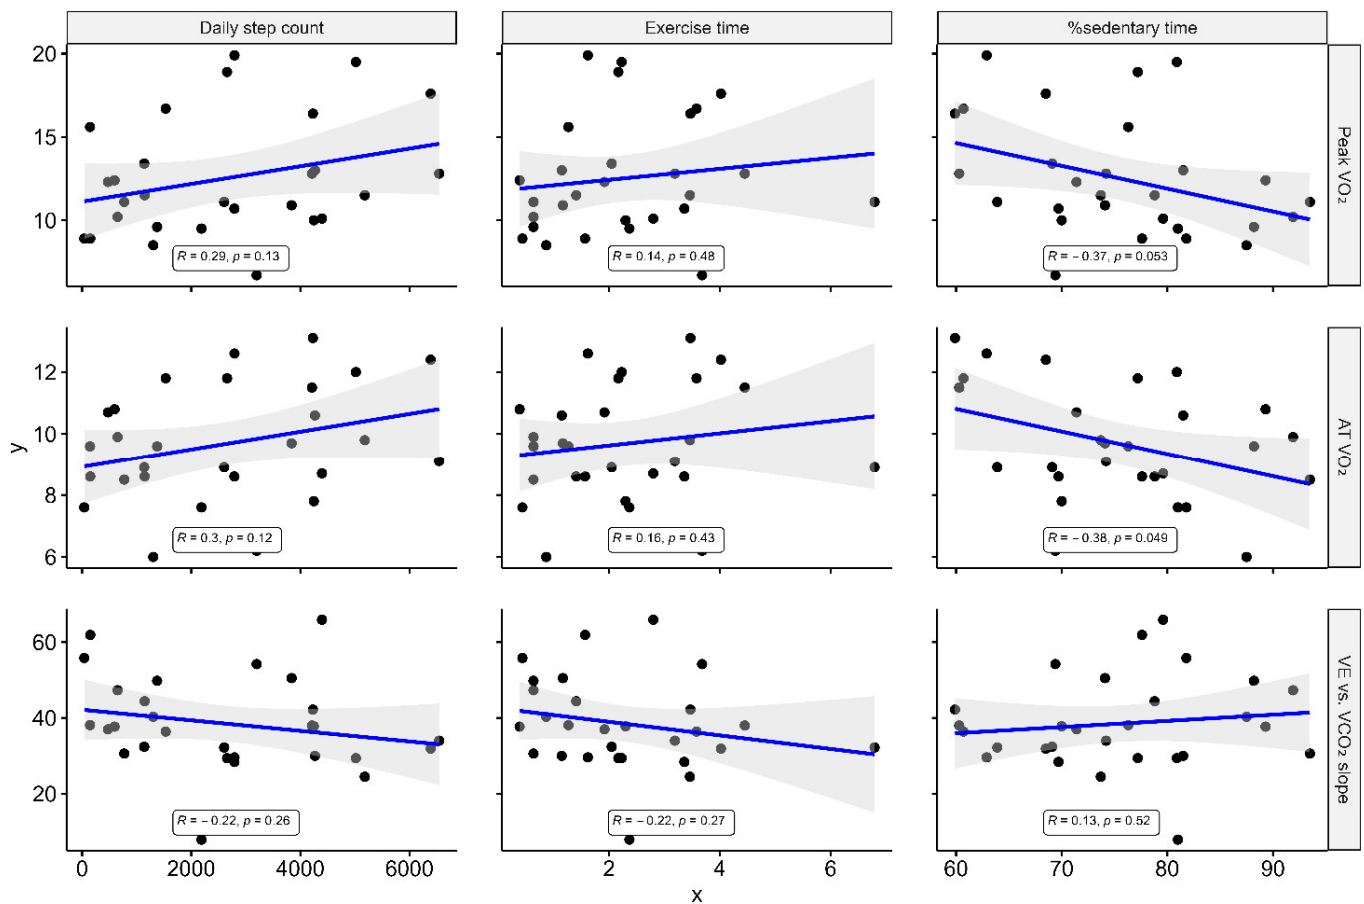 Daily step count
Exercise time
%sedentary time
20
15
10
R = 0.29, p = 0.13
R = 0.14, p = 0.48
R = −0.37, p = 0.053
Peak VO₂
y
12
10
8
6
R = 0.3, p = 0.12
R = 0.16, p = 0.43
R = −0.38, p = 0.049
AT VO₂
60
40
20
R = −0.22, p = 0.26
R = −0.22, p = 0.27
R = 0.13, p = 0.52
VE vs. VCO₂ slope
0 2000 4000 6000
2 4 6
60 70 80 90
x